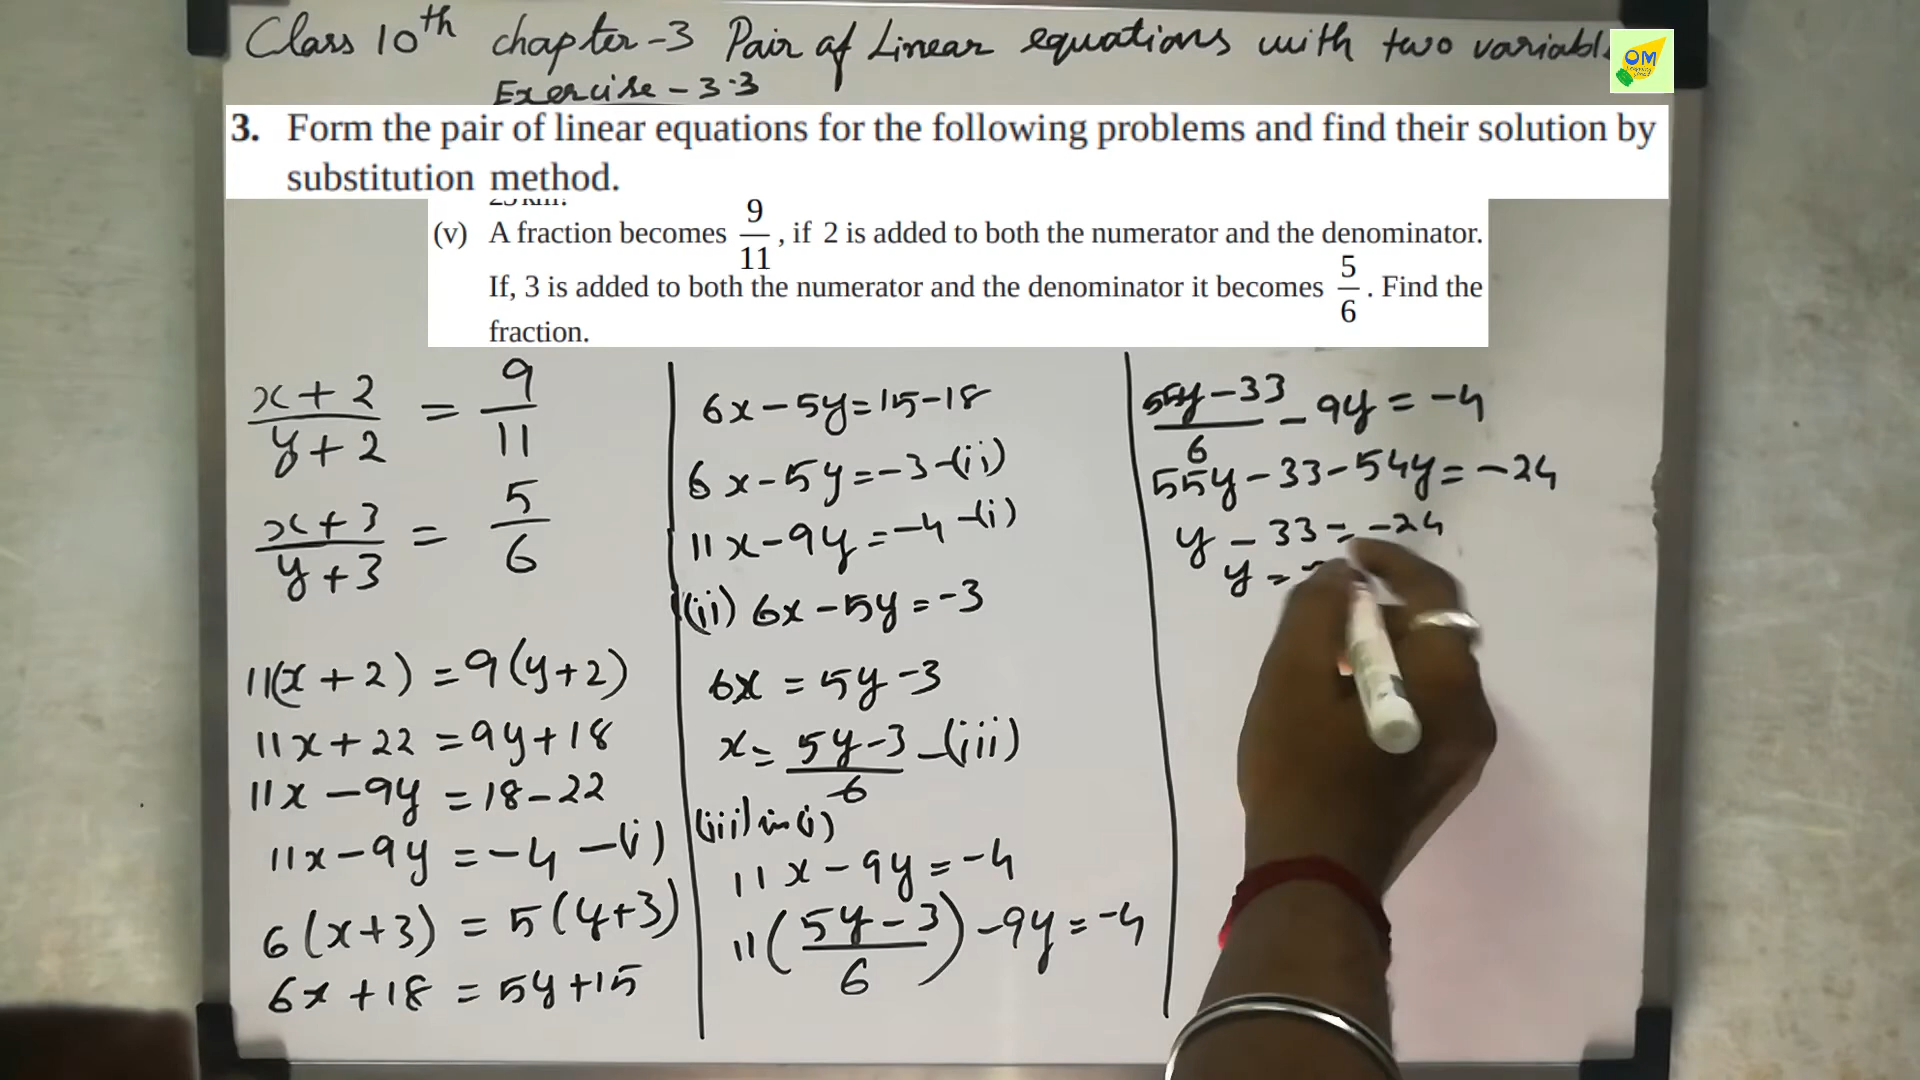 Class 10th chapter-3 Pair of Linear equations with two variabl
Exercise - 3.3
3. Form the pair of linear equations for the following problems and find their solution by
substitution method.
(v) A fraction becomes 9/11, if 2 is added to both the numerator and the denominator.
If, 3 is added to both the numerator and the denominator it becomes 5/6. Find the
fraction.
x+2/y+2 = 9/11
x+3/y+3 = 5/6
11(x+2) = 9(y+2)
11x+22 = 9y+18
11x-9y = 18-22
11x-9y = -4 -(i)
6(x+3) = 5(y+3)
6x+18 = 5y+15
6x-5y=15-18
6x-5y=-3-(ii)
11x-9y=-4-(i)
(ii) 6x-5y=-3
6x = 5y-3
x = 5y-3/6 -(iii)
(iii) in (i)
11x-9y=-4
11(5y-3/6)-9y=-4
55y-33/6 - 9y = -4
55y-33-54y=-24
y-33=-24
y =
OM